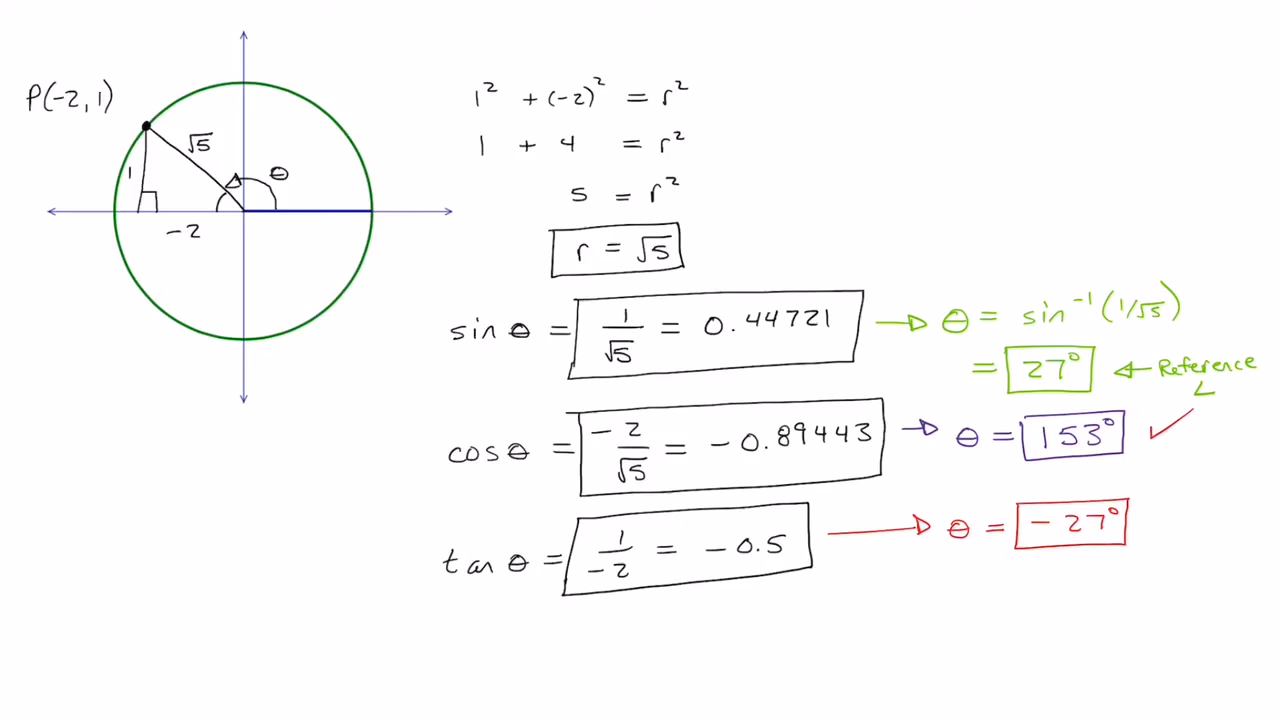 P(-2, 1)
√5
θ
1
-2
1² + (-2)² = r²
1 + 4 = r²
5 = r²
r = √5
sin θ = 1/√5 = 0.44721 → θ = sin⁻¹(1/√5)
= 27° ← Reference ∠
cos θ = -2/√5 = -0.89443 → θ = 153° ✓
tan θ = 1/-2 = -0.5 → θ = -27°